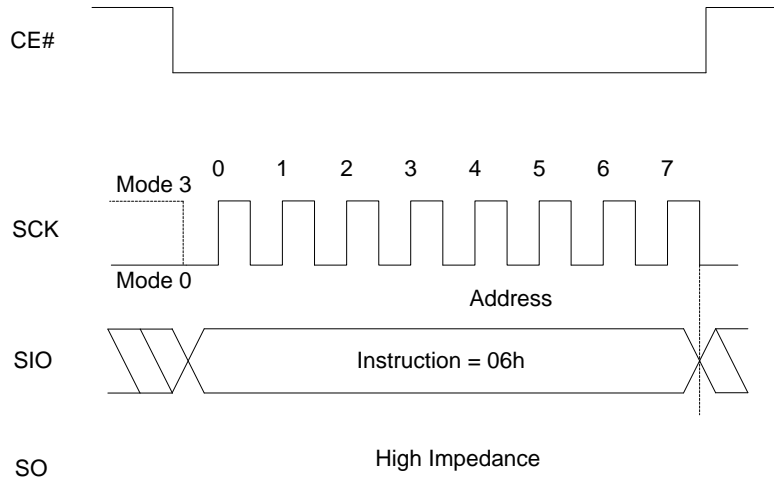 CE#
0 1 2 3 4 5 6 7
Mode 3
SCK
Mode 0
Address
SIO
Instruction = 06h
High Impedance
SO